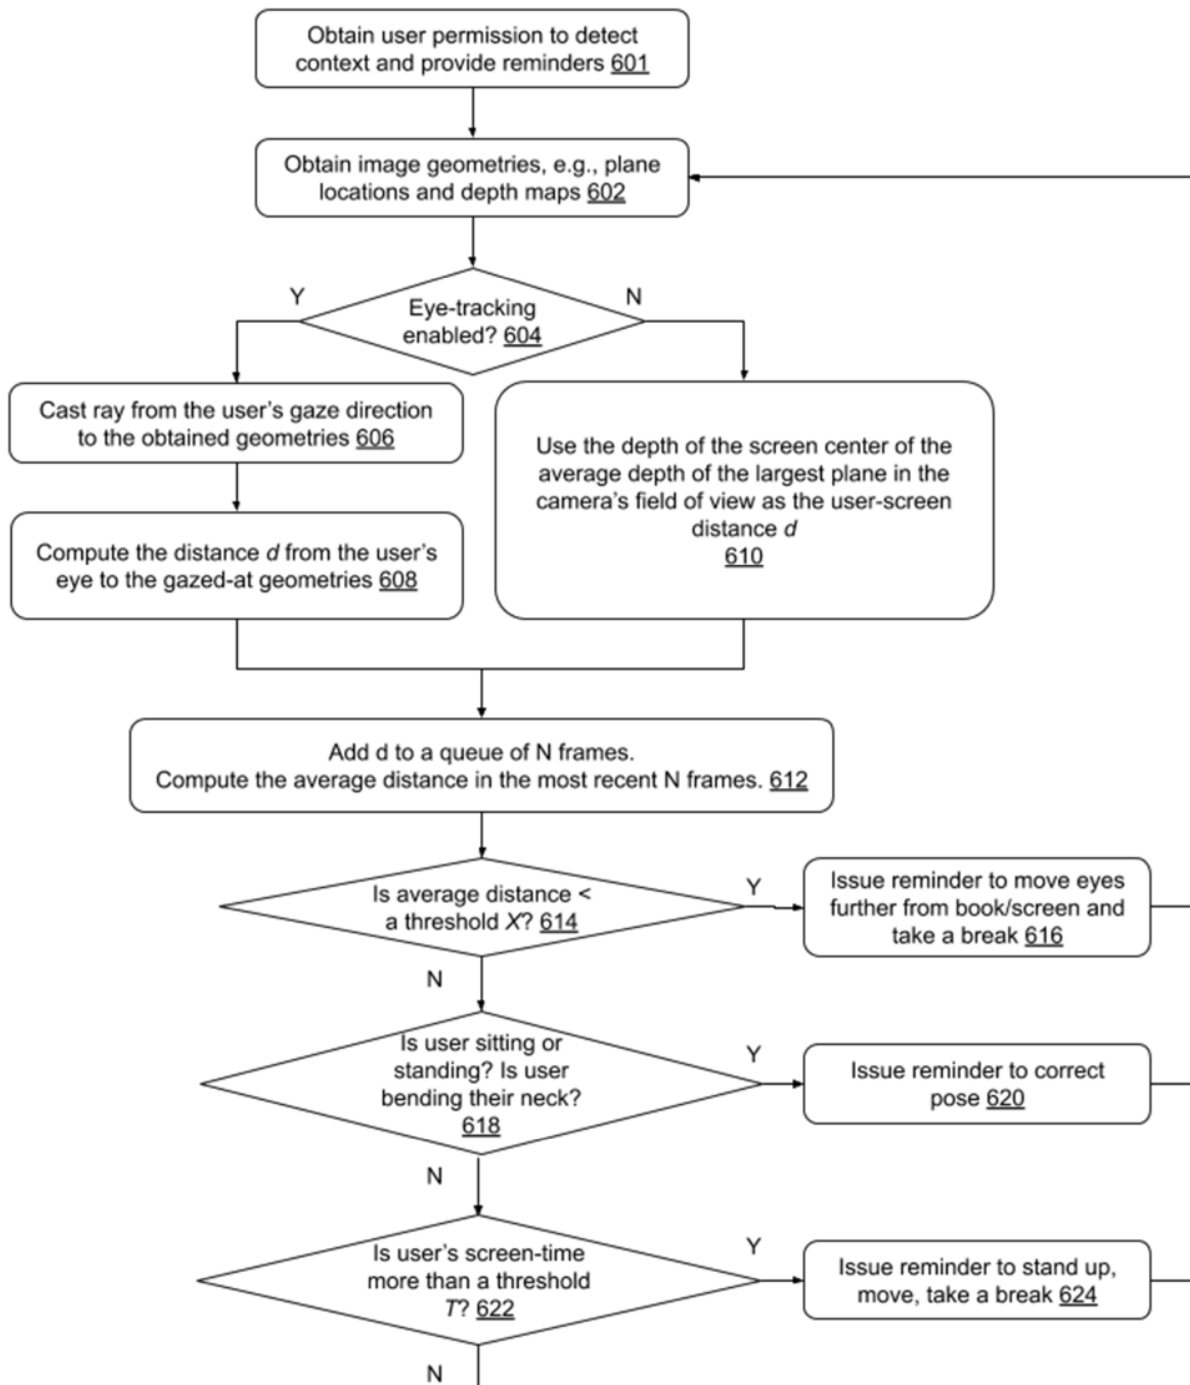 Obtain user permission to detect
context and provide reminders 601
Obtain image geometries, e.g., plane
locations and depth maps 602
Y
N
Eye-tracking
enabled? 604
Cast ray from the user's gaze direction
to the obtained geometries 606
Use the depth of the screen center of the
average depth of the largest plane in the
camera's field of view as the user-screen
distance d
610
Compute the distance d from the user's
eye to the gazed-at geometries 608
Add d to a queue of N frames.
Compute the average distance in the most recent N frames. 612
Is average distance <
a threshold X? 614
Y
Issue reminder to move eyes
further from book/screen and
take a break 616
N
Is user sitting or
standing? Is user
bending their neck?
618
Y
Issue reminder to correct
pose 620
N
Is user's screen-time
more than a threshold
T? 622
Y
Issue reminder to stand up,
move, take a break 624
N